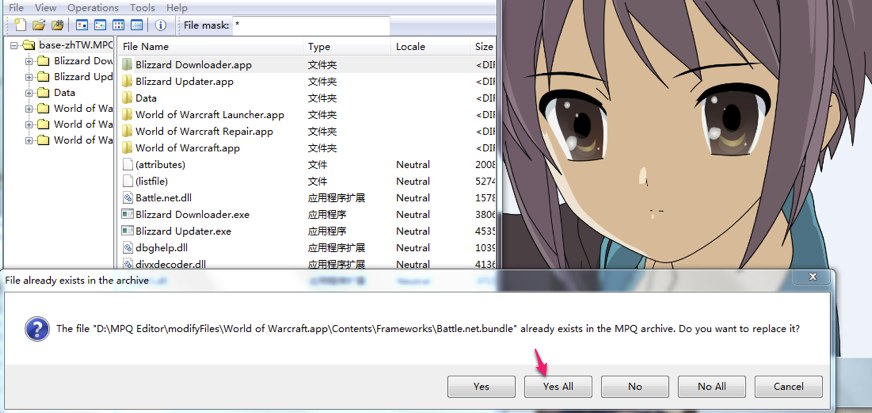 File View Operations Tools Help
File mask: *
base-zhTW.MPQ
Blizzard Dow
Blizzard Upd
Data
World of Wa
World of Wa
World of Wa
File Name Type Locale Size
Blizzard Downloader.app 文件夹 <DIR
Blizzard Updater.app 文件夹 <DIR
Data 文件夹 <DIR
World of Warcraft Launcher.app 文件夹 <DIR
World of Warcraft Repair.app 文件夹 <DIR
World of Warcraft.app 文件夹 <DIR
(attributes) 文件 Neutral 2008
(listfile) 文件 Neutral 5274
Battle.net.dll 应用程序扩展 Neutral 1578
Blizzard Downloader.exe 应用程序 Neutral 3806
Blizzard Updater.exe 应用程序 Neutral 4535
dbghelp.dll 应用程序扩展 Neutral 1039
divxdecoder.dll 应用程序扩展 Neutral 4136
File already exists in the archive
The file "D:\MPQ Editor\modifyFiles\World of Warcraft.app\Contents\Frameworks\Battle.net.bundle" already exists in the MPQ archive. Do you want to replace it?
Yes Yes All No No All Cancel